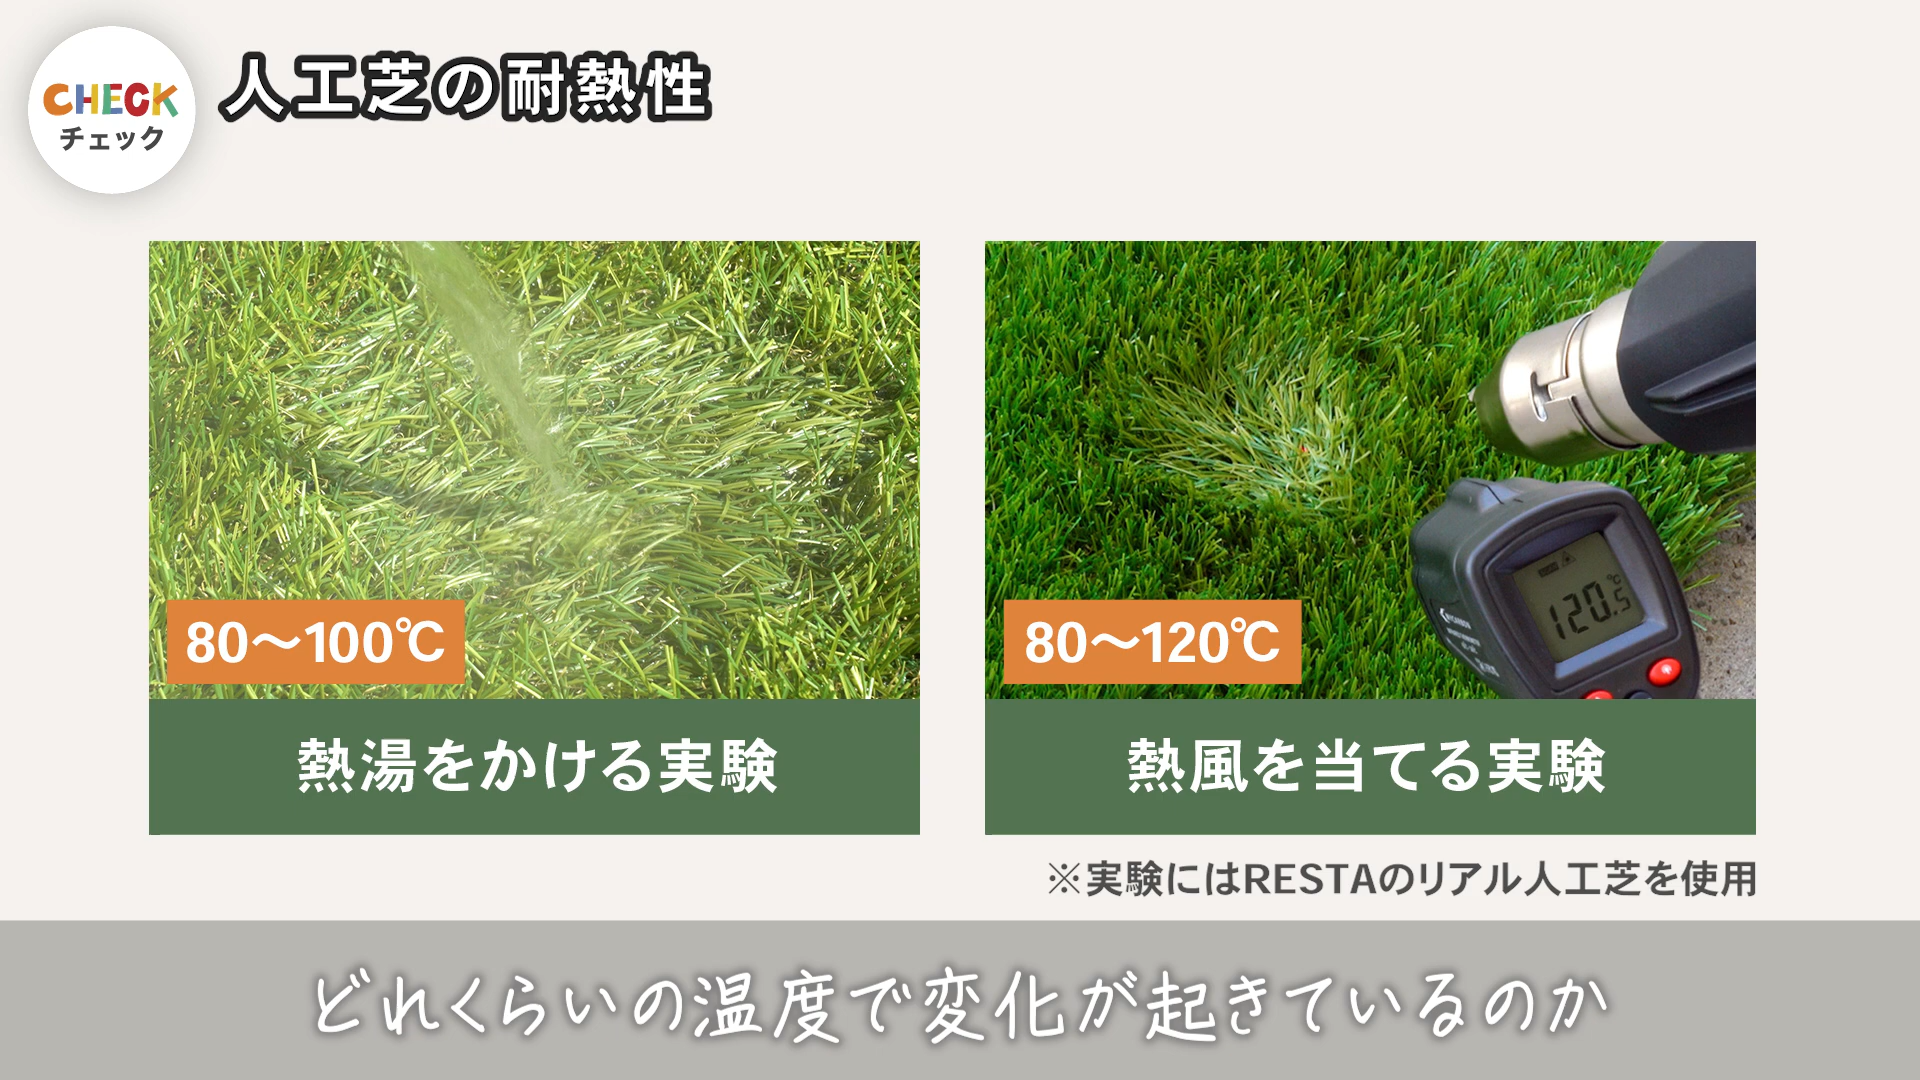 CHECK
チェック
人工芝の耐熱性
80～100℃
熱湯をかける実験
120.5
℃
80～120℃
熱風を当てる実験
※実験にはRESTAのリアル人工芝を使用
どれくらいの温度で変化が起きているのか